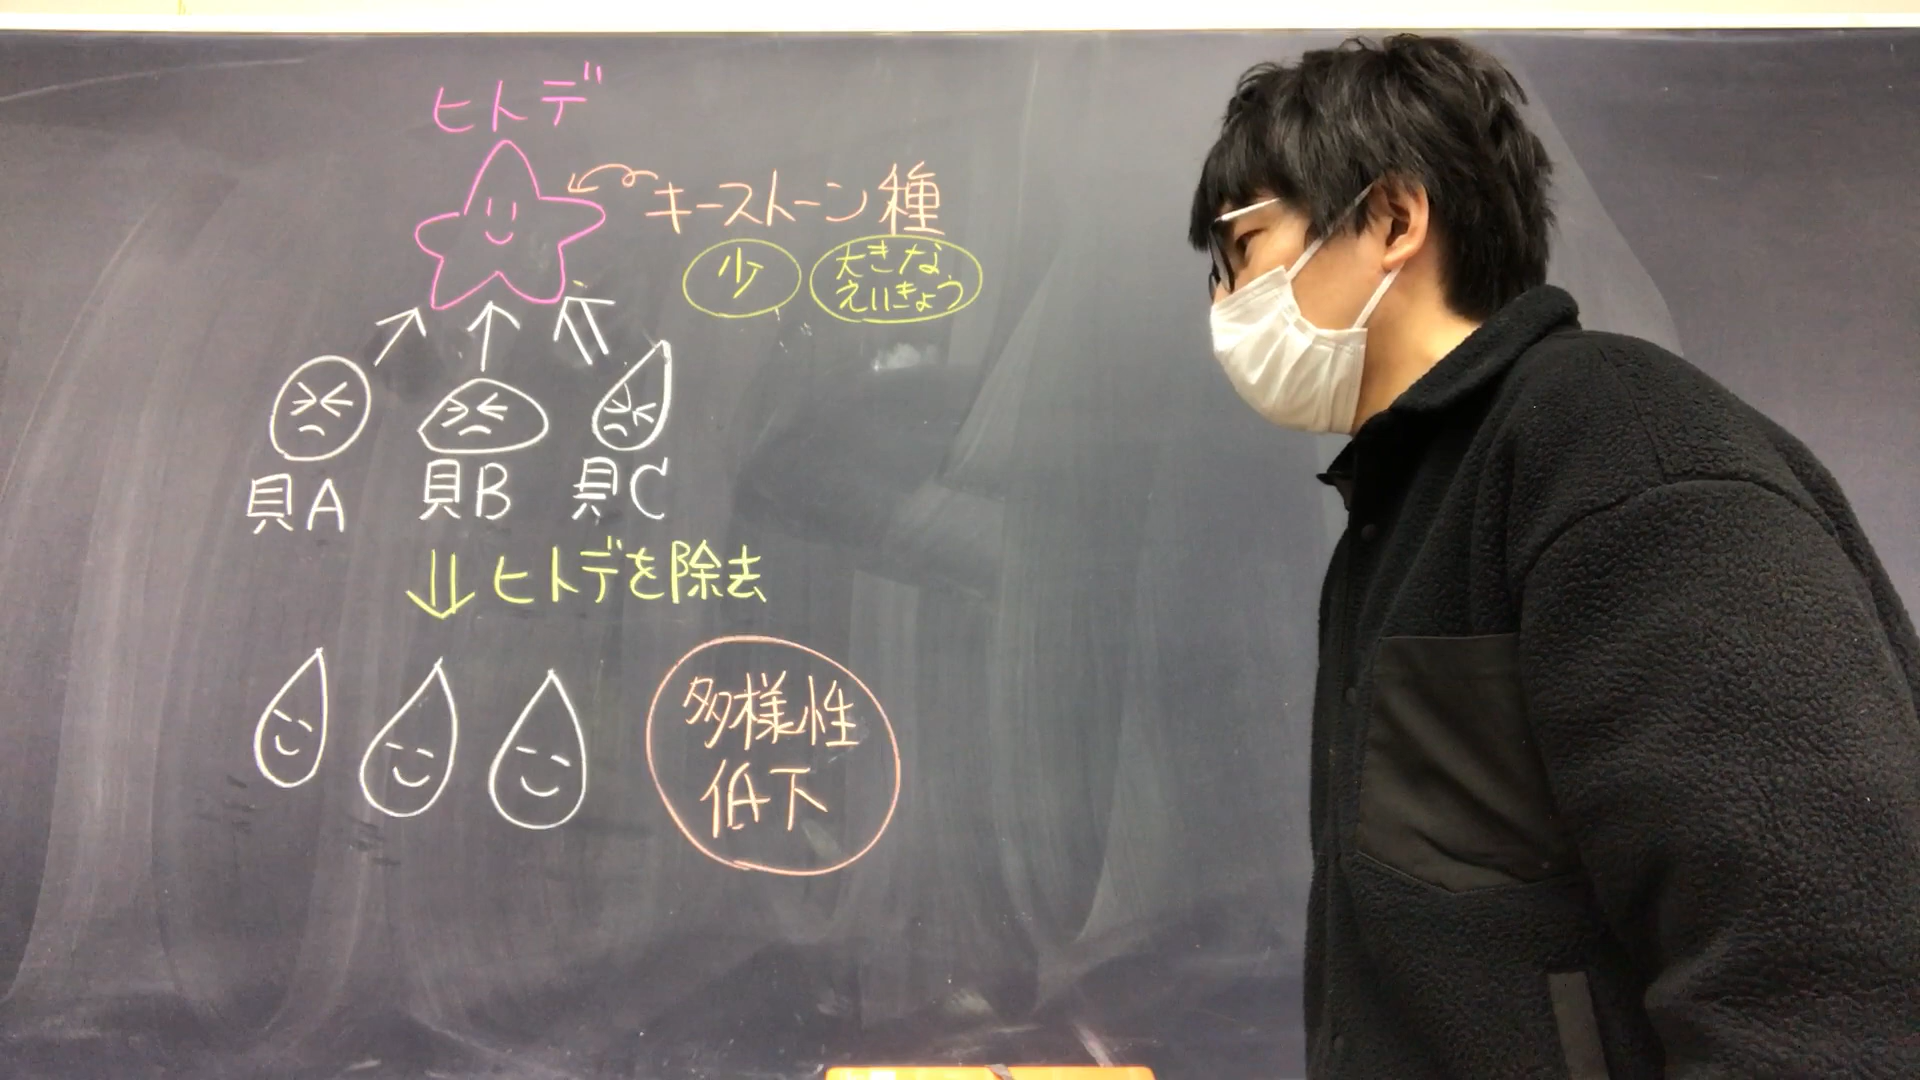 ヒトデ
キーストーン種
少
大きな
えいきょう
貝A
貝B
貝C
ヒトデを除去
多様性
低下